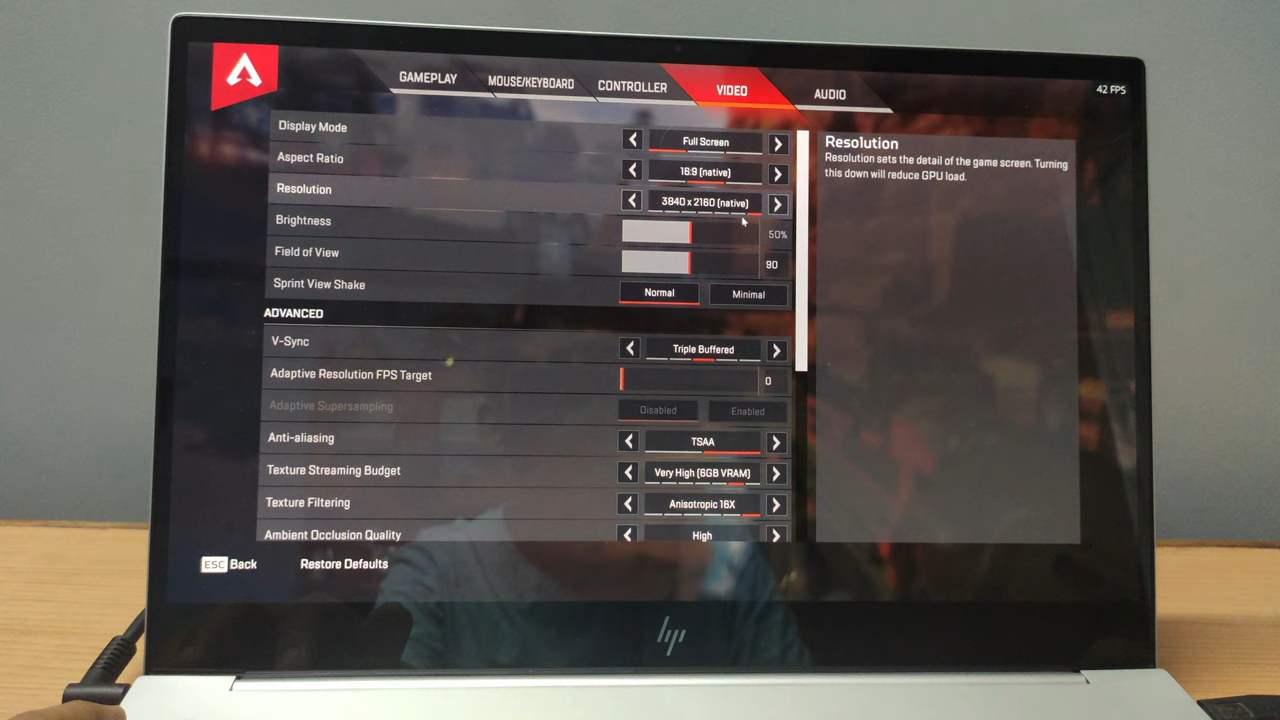 GAMEPLAY
MOUSE/KEYBOARD
CONTROLLER
VIDEO
AUDIO
42 FPS
Display Mode
Full Screen
Aspect Ratio
16:9 (native)
Resolution
3840 x 2160 (native)
Brightness
50%
Field of View
90
Sprint View Shake
Normal
Minimal
ADVANCED
V-Sync
Triple Buffered
Adaptive Resolution FPS Target
0
Adaptive Supersampling
Disabled
Enabled
Anti-aliasing
TSAA
Texture Streaming Budget
Very High (6GB VRAM)
Texture Filtering
Anisotropic 16X
Ambient Occlusion Quality
High
Resolution
Resolution sets the detail of the game screen. Turning
this down will reduce GPU load.
ESC Back
Restore Defaults
hp